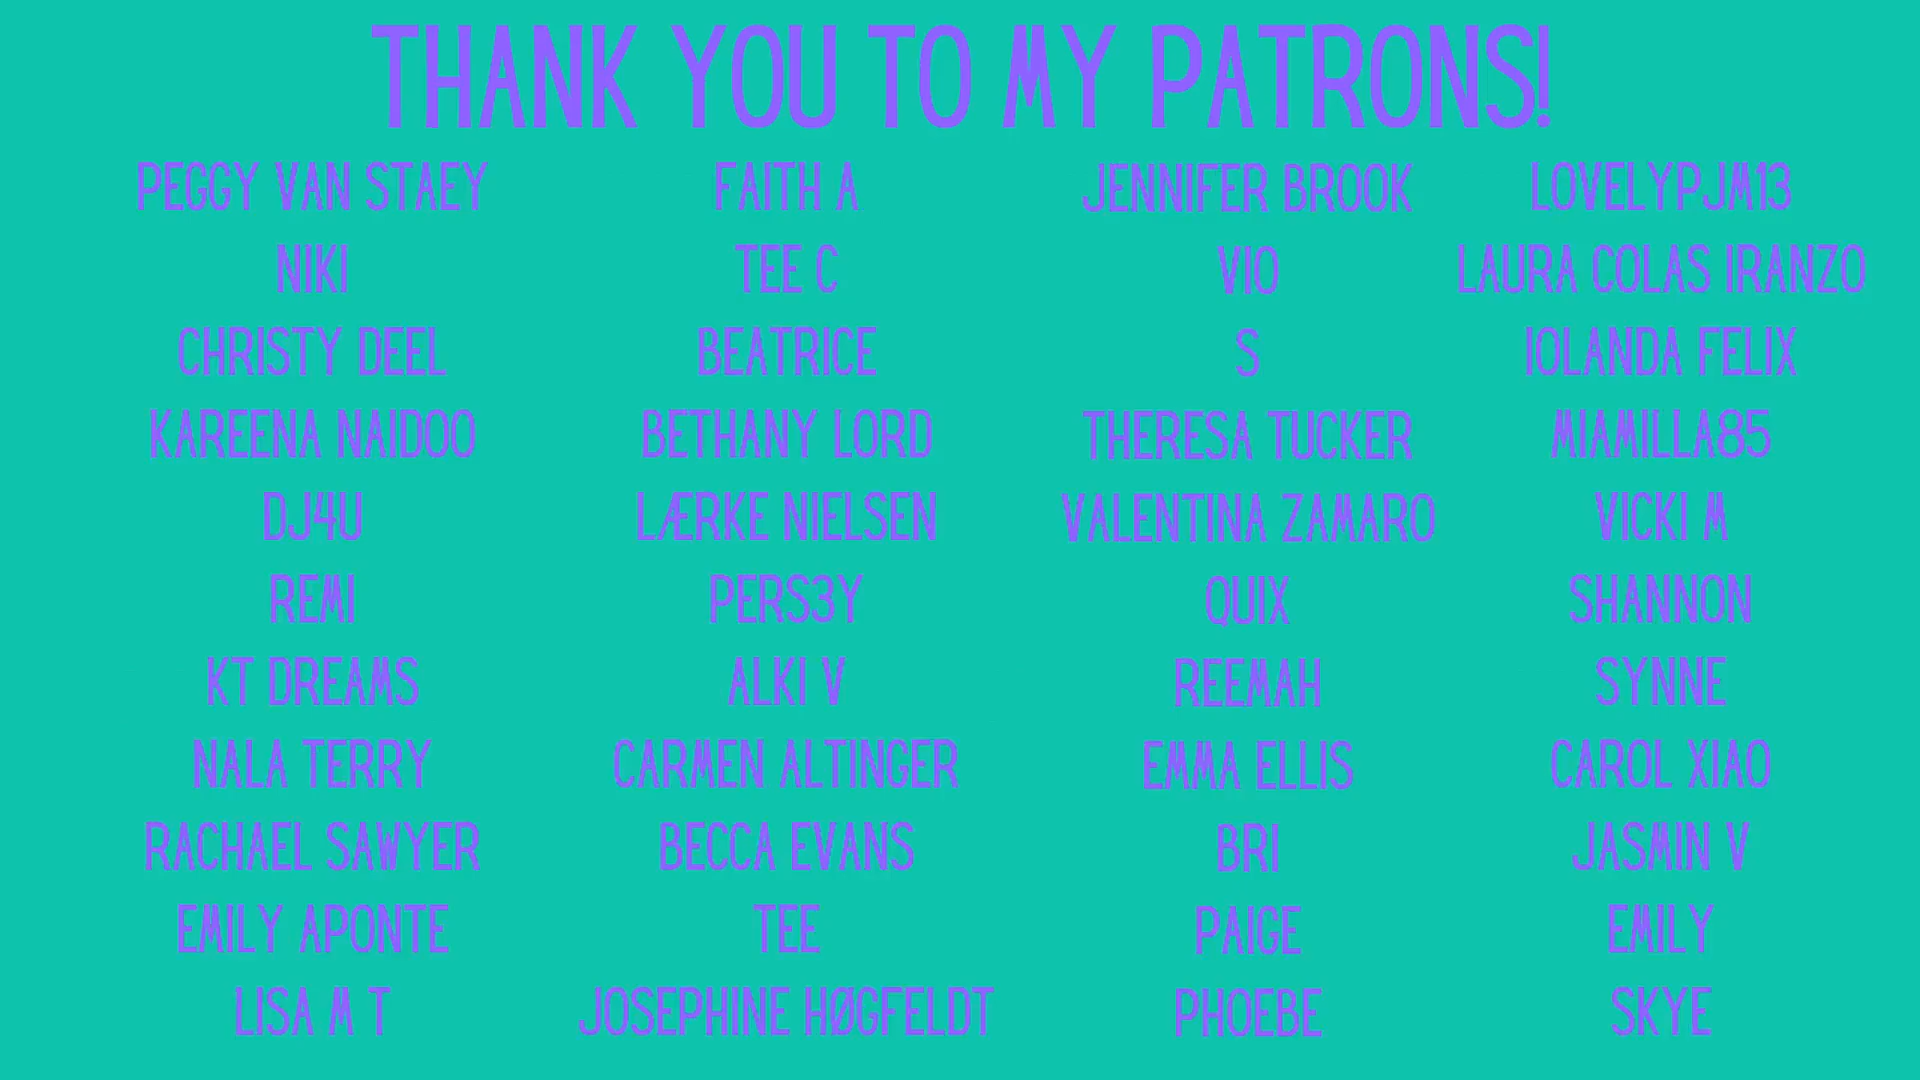 THANK YOU TO MY PATRONS!
PEGGY VAN STAEY
NIKI
CHRISTY DEEL
KAREENA NAIDOO
DJ4U
REMI
KT DREAMS
NALA TERRY
RACHAEL SAWYER
EMILY APONTE
LISA M T
FAITH A
TEE C
BEATRICE
BETHANY LORD
LÆRKE NIELSEN
PERS3Y
ALKI V
CARMEN ALTINGER
BECCA EVANS
TEE
JOSEPHINE HØGFELDT
JENNIFER BROOK
VIO
S
THERESA TUCKER
VALENTINA ZAMARO
QUIX
REEMAH
EMMA ELLIS
BRI
PAIGE
PHOEBE
LOVELYPJM13
LAURA COLAS IRANZO
IOLANDA FELIX
MIAMILLA85
VICKI M
SHANNON
SYNNE
CAROL XIAO
JASMIN V
EMILY
SKYE